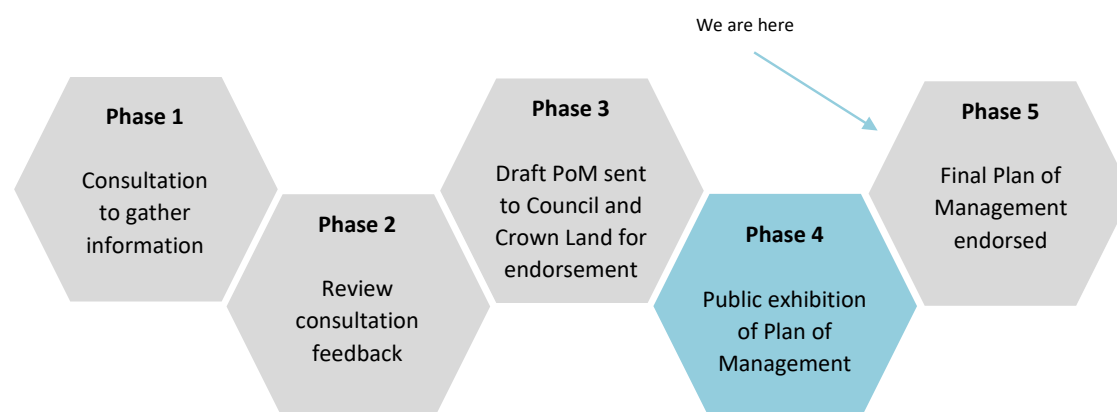 We are here
Phase 1
Consultation
to gather
information
Phase 2
Review
consultation
feedback
Phase 3
Draft PoM sent
to Council and
Crown Land for
endorsement
Phase 4
Public exhibition
of Plan of
Management
Phase 5
Final Plan of
Management
endorsed